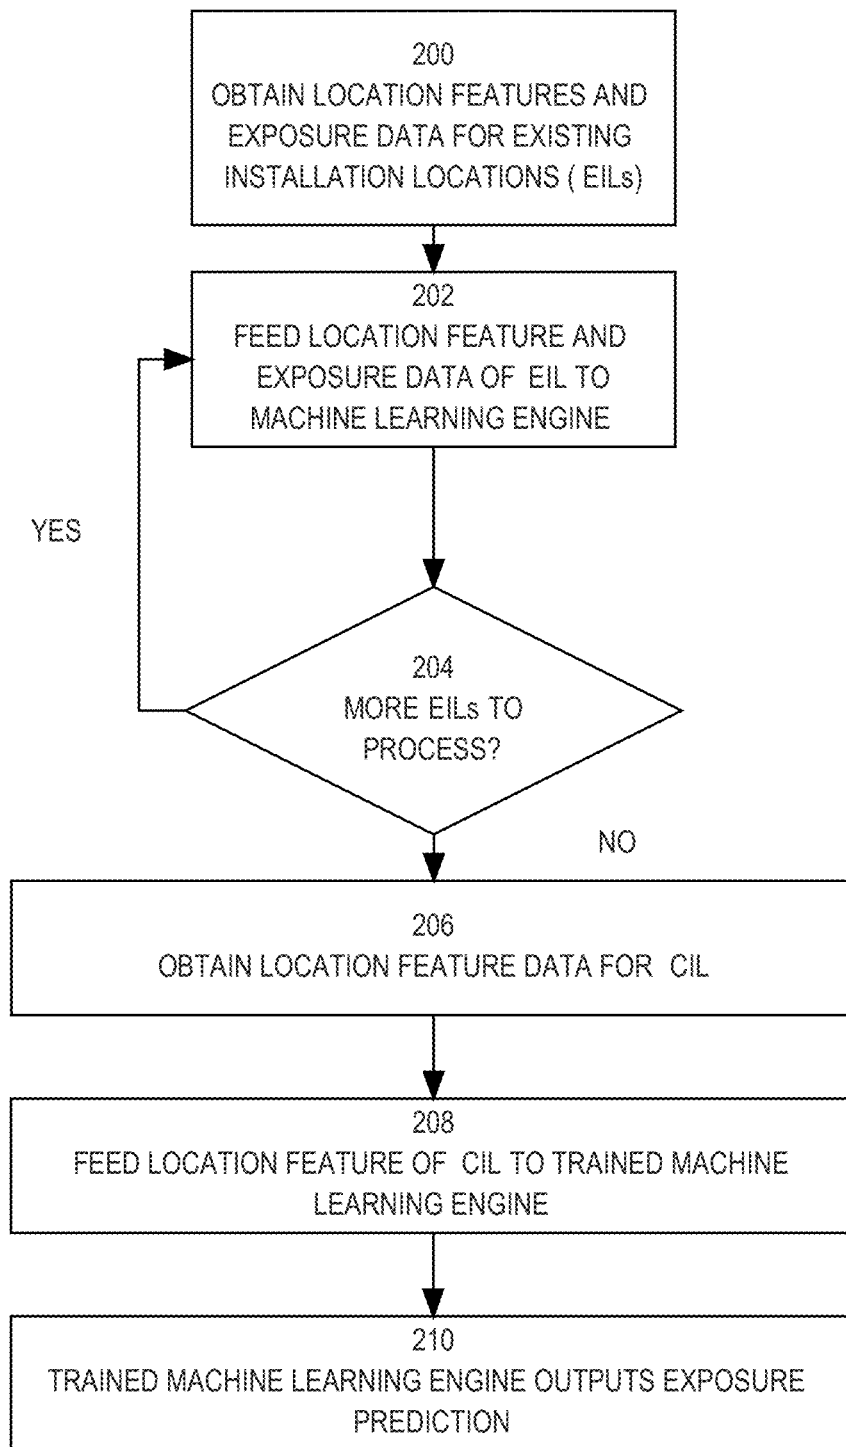 200
OBTAIN LOCATION FEATURES AND
EXPOSURE DATA FOR EXISTING
INSTALLATION LOCATIONS ( EILs)
202
FEED LOCATION FEATURE AND
EXPOSURE DATA OF EIL TO
MACHINE LEARNING ENGINE
YES
204
MORE EILs TO
PROCESS?
NO
206
OBTAIN LOCATION FEATURE DATA FOR CIL
208
FEED LOCATION FEATURE OF CIL TO TRAINED MACHINE
LEARNING ENGINE
210
TRAINED MACHINE LEARNING ENGINE OUTPUTS EXPOSURE
PREDICTION